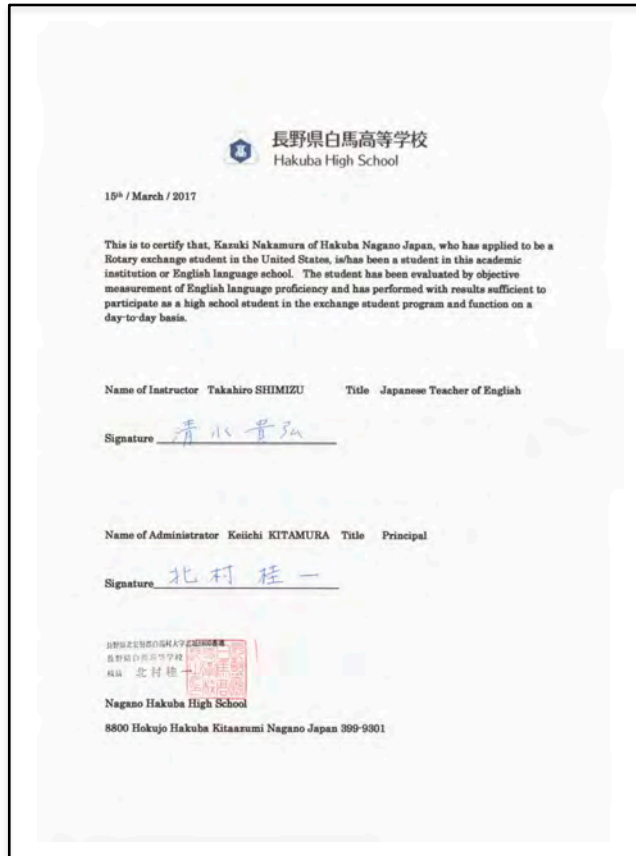 長野県白馬高等学校
Hakuba High School
15th / March / 2017
This is to certify that, Kazuki Nakamura of Hakuba Nagano Japan, who has applied to be a
Rotary exchange student in the United States, is/has been a student in this academic
institution or English language school. The student has been evaluated by objective
measurement of English language proficiency and has performed with results sufficient to
participate as a high school student in the exchange student program and function on a
day-to-day basis.
Name of Instructor Takahiro SHIMIZU Title Japanese Teacher of English
Signature 清水貴弘
Name of Administrator Keiichi KITAMURA Title Principal
Signature 北村桂一
長野県白馬高等学校
校長 北村桂一
Nagano Hakuba High School
8800 Hokujo Hakuba Kitaazumi Nagano Japan 399-9301